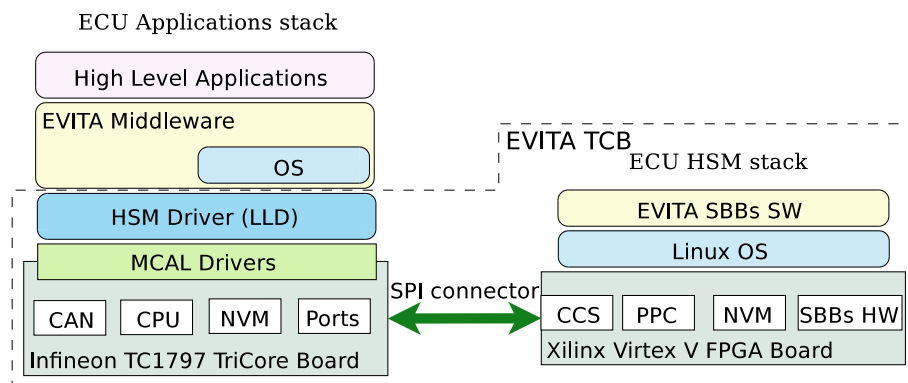 ECU Applications stack
High Level Applications
EVITA Middleware
OS
EVITA TCB
ECU HSM stack
HSM Driver (LLD)
EVITA SBBs SW
MCAL Drivers
Linux OS
SPI connector
CAN
CPU
NVM
Ports
CCS
PPC
NVM
SBBs HW
Infineon TC1797 TriCore Board
Xilinx Virtex V FPGA Board